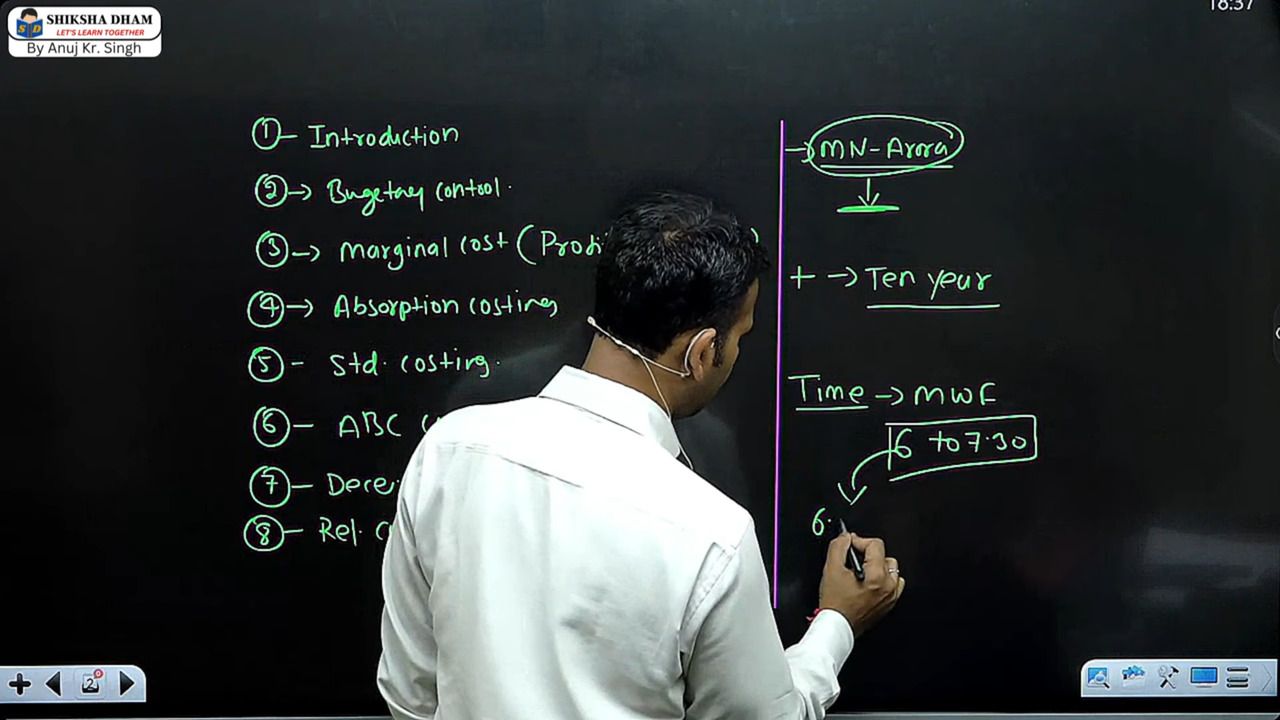 SHIKSHA DHAM
LET'S LEARN TOGETHER
By Anuj Kr. Singh
18:37
① – Introduction
② → Bugetary control.
③ → Marginal cost (
④ → Absorption costing
⑤ – Std. costing.
⑥ – ABC
⑦ –
⑧ – Rel.
→ MN-Arora
+ → Ten year
Time → MWF
6 to 7.30
6.
2